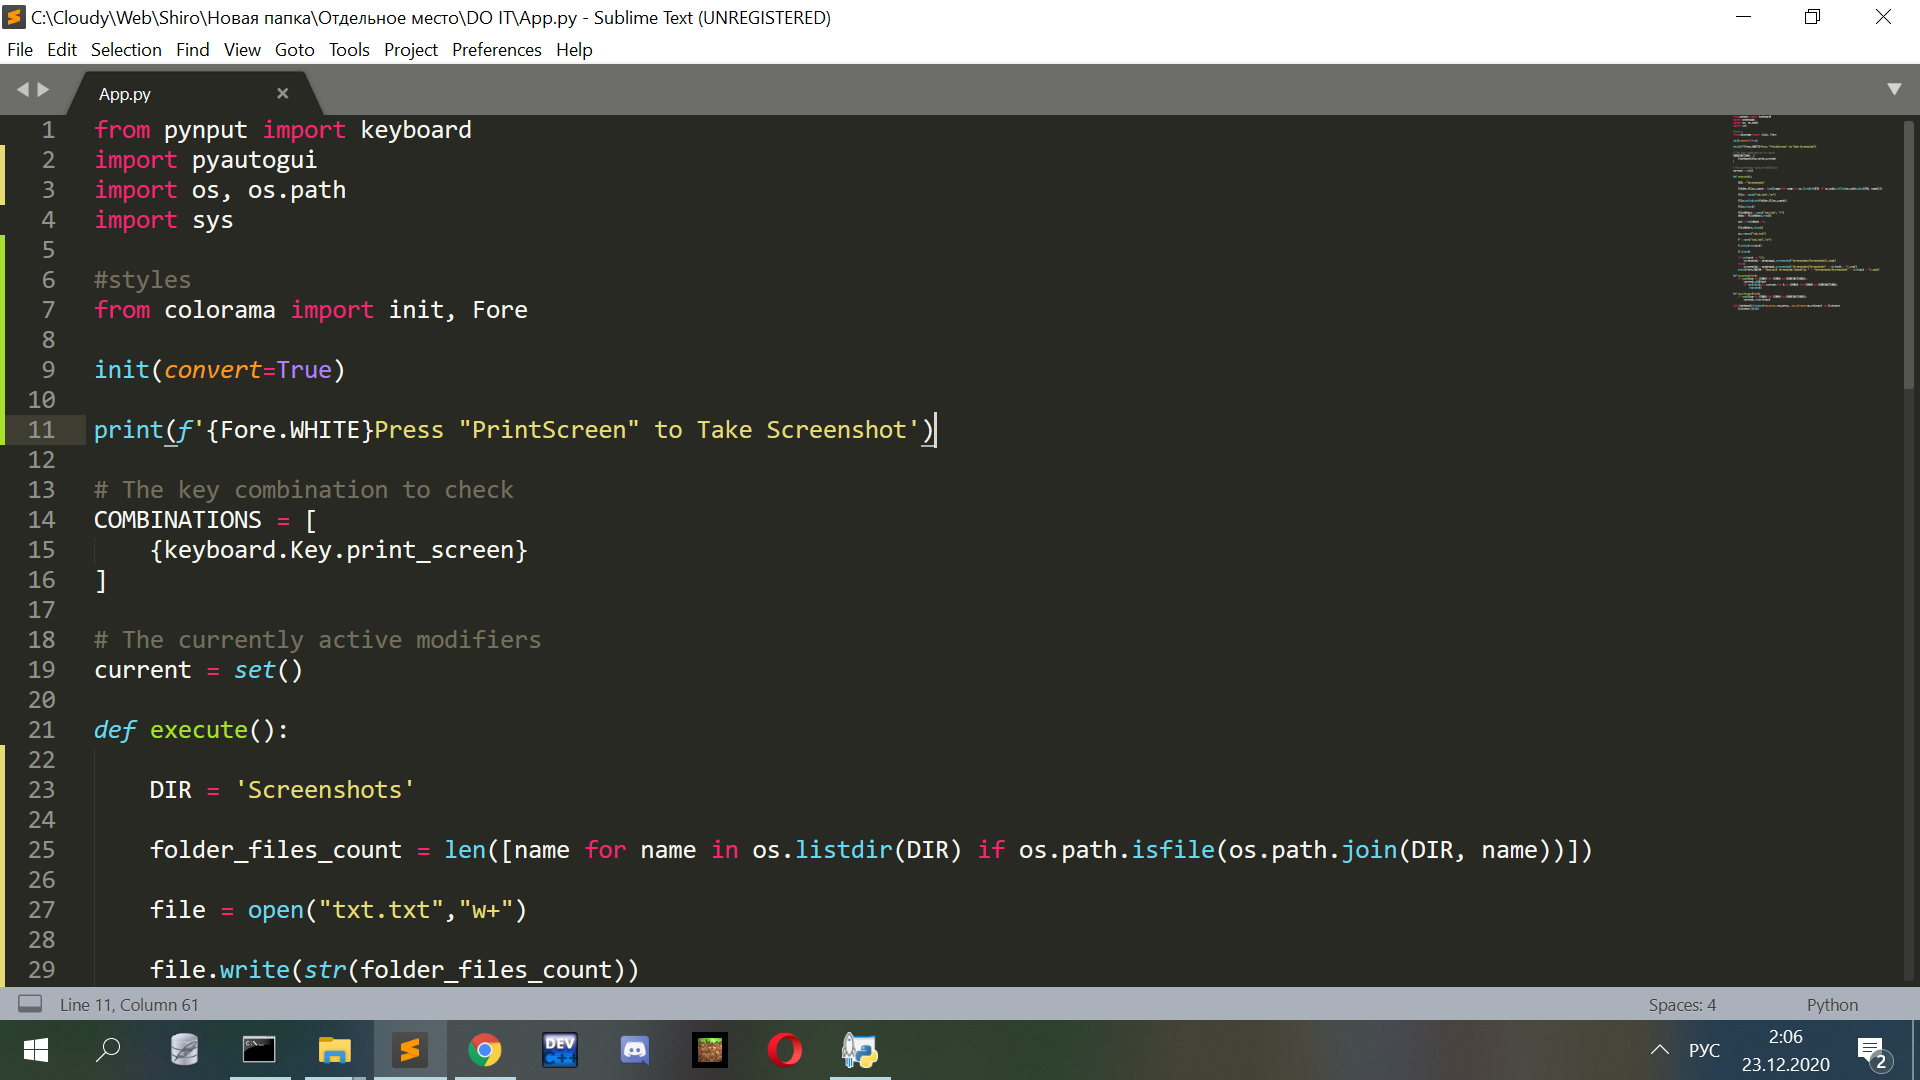 C:\Cloudy\Web\Shiro\Новая папка\Отдельное место\DO IT\App.py - Sublime Text (UNREGISTERED)
File Edit Selection Find View Goto Tools Project Preferences Help
App.py
1 from pynput import keyboard
2 import pyautogui
3 import os, os.path
4 import sys
5
6 #styles
7 from colorama import init, Fore
8
9 init(convert=True)
10
11 print(f'{Fore.WHITE}Press "PrintScreen" to Take Screenshot')
12
13 # The key combination to check
14 COMBINATIONS = [
15     {keyboard.Key.print_screen}
16 ]
17
18 # The currently active modifiers
19 current = set()
20
21 def execute():
22
23     DIR = 'Screenshots'
24
25     folder_files_count = len([name for name in os.listdir(DIR) if os.path.isfile(os.path.join(DIR, name))])
26
27     file = open("txt.txt","w+")
28
29     file.write(str(folder_files_count))
Line 11, Column 61
Spaces: 4
Python
DEV
C++
РУС
2:06
23.12.2020
2